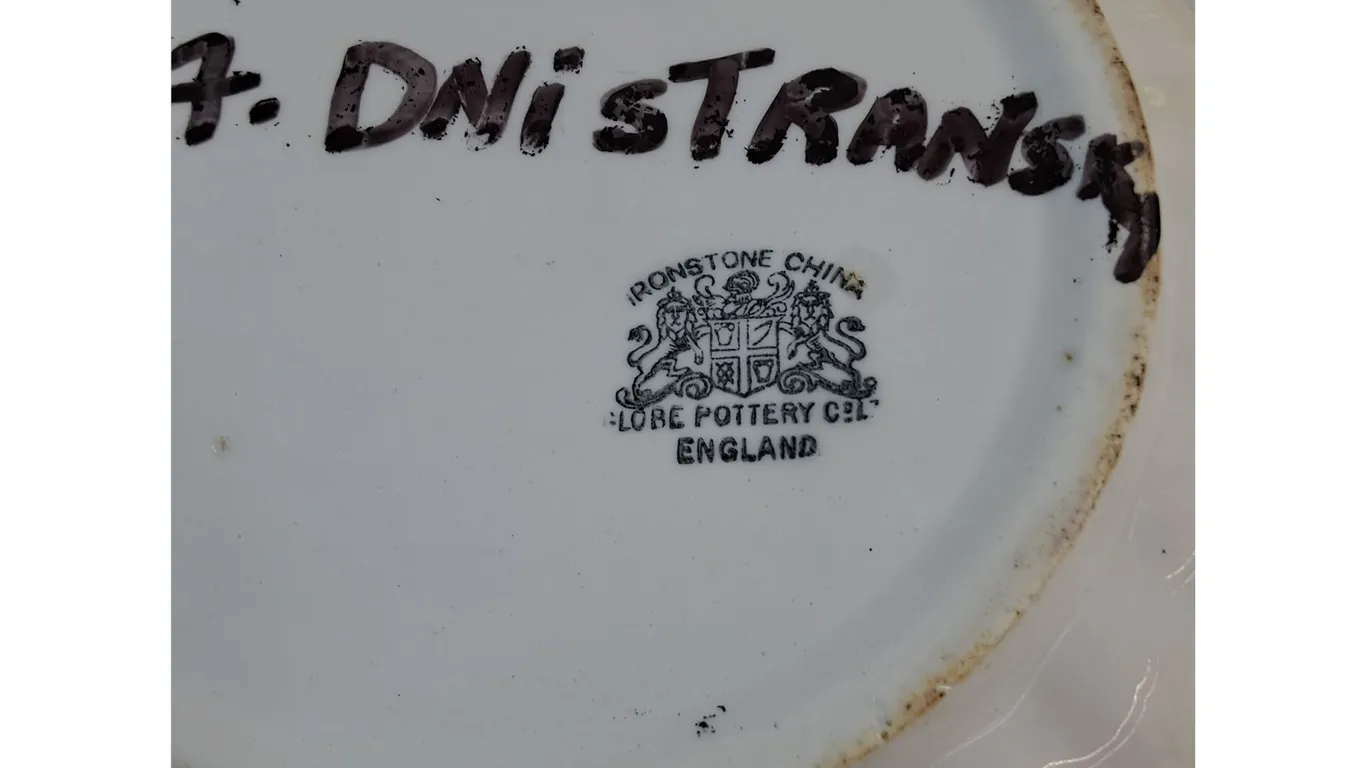 A. DNiSTRANSKY
IRONSTONE CHINA
GLOBE POTTERY Cº Lᵀᴰ
ENGLAND